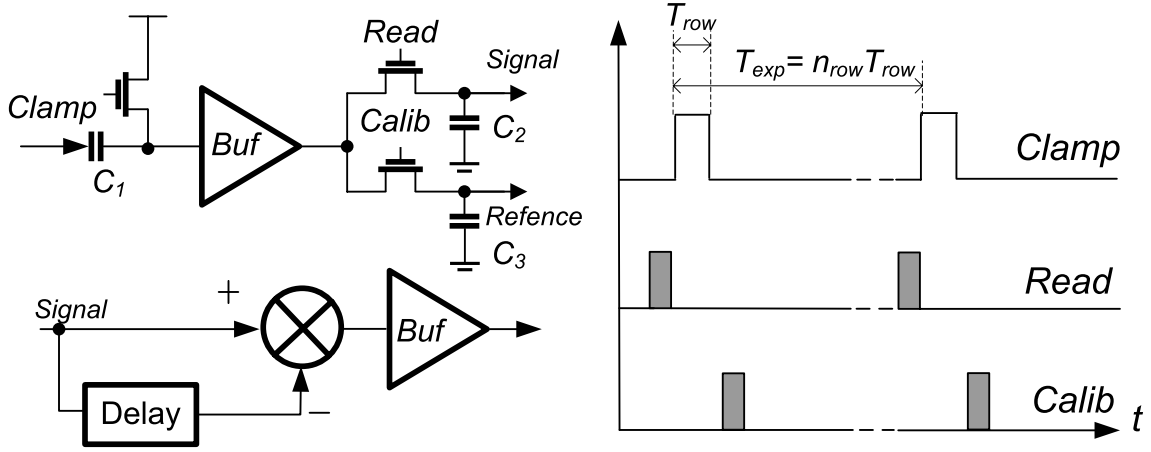 Read
Signal
Clamp
Buf
Calib
C2
C1
Refence
C3
Signal
+
Buf
Delay
−
Trow
Texp= nrowTrow
Clamp
Read
Calib
t